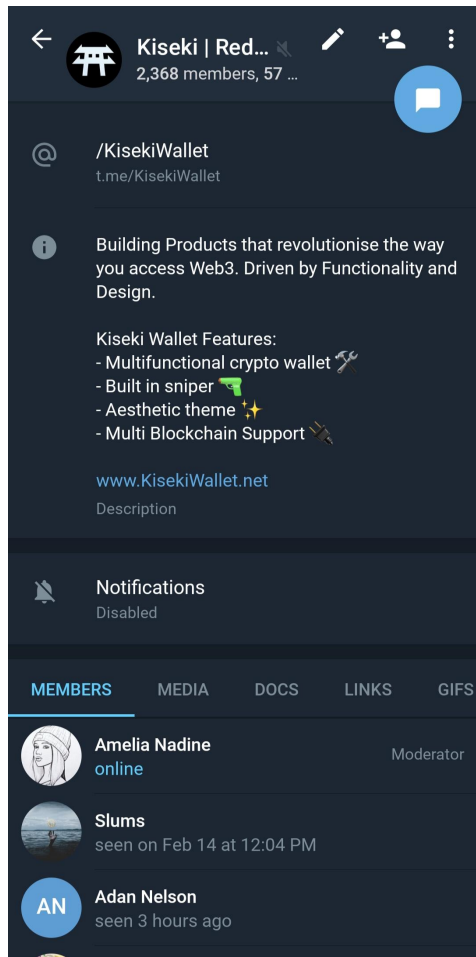 Kiseki | Red...
2,368 members, 57 ...
/KisekiWallet
t.me/KisekiWallet
Building Products that revolutionise the way
you access Web3. Driven by Functionality and
Design.
Kiseki Wallet Features:
- Multifunctional crypto wallet 🛠️
- Built in sniper 🔫
- Aesthetic theme ✨
- Multi Blockchain Support 🔌
www.KisekiWallet.net
Description
Notifications
Disabled
MEMBERS MEDIA DOCS LINKS GIFS
Amelia Nadine
online
Moderator
Slums
seen on Feb 14 at 12:04 PM
AN
Adan Nelson
seen 3 hours ago